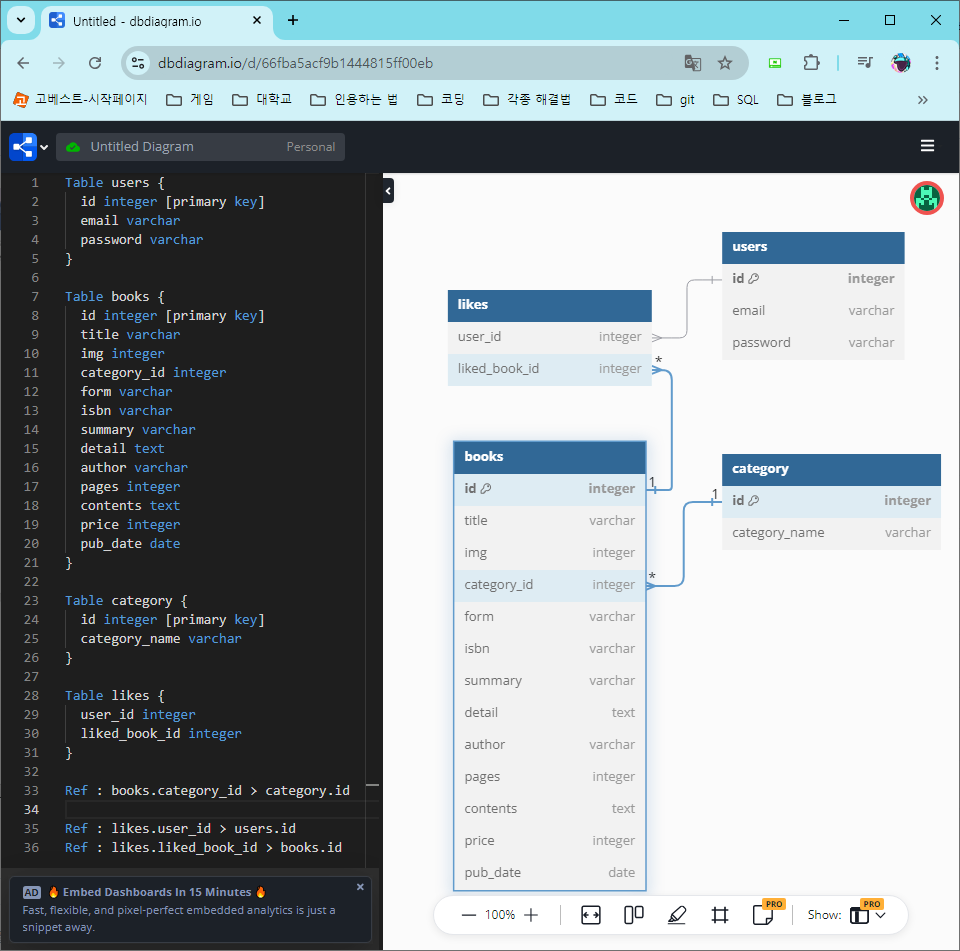 Untitled - dbdiagram.io
dbdiagram.io/d/66fba5acf9b1444815ff00eb
고베스트-시작페이지 게임 대학교 인용하는 법 코딩 각종 해결법 코드 git SQL 블로그
Untitled Diagram Personal
1 Table users {
2 id integer [primary key]
3 email varchar
4 password varchar
5 }
6
7 Table books {
8 id integer [primary key]
9 title varchar
10 img integer
11 category_id integer
12 form varchar
13 isbn varchar
14 summary varchar
15 detail text
16 author varchar
17 pages integer
18 contents text
19 price integer
20 pub_date date
21 }
22
23 Table category {
24 id integer [primary key]
25 category_name varchar
26 }
27
28 Table likes {
29 user_id integer
30 liked_book_id integer
31 }
32
33 Ref : books.category_id > category.id
34
35 Ref : likes.user_id > users.id
36 Ref : likes.liked_book_id > books.id
AD 🔥 Embed Dashboards In 15 Minutes 🔥
Fast, flexible, and pixel-perfect embedded analytics is just a
snippet away.
users
id integer
email varchar
password varchar
likes
user_id integer
liked_book_id integer
*
1
books
id integer
title varchar
img integer
category_id integer
form varchar
isbn varchar
summary varchar
detail text
author varchar
pages integer
contents text
price integer
pub_date date
*
1
category
id integer
category_name varchar
100% PRO Show: PRO